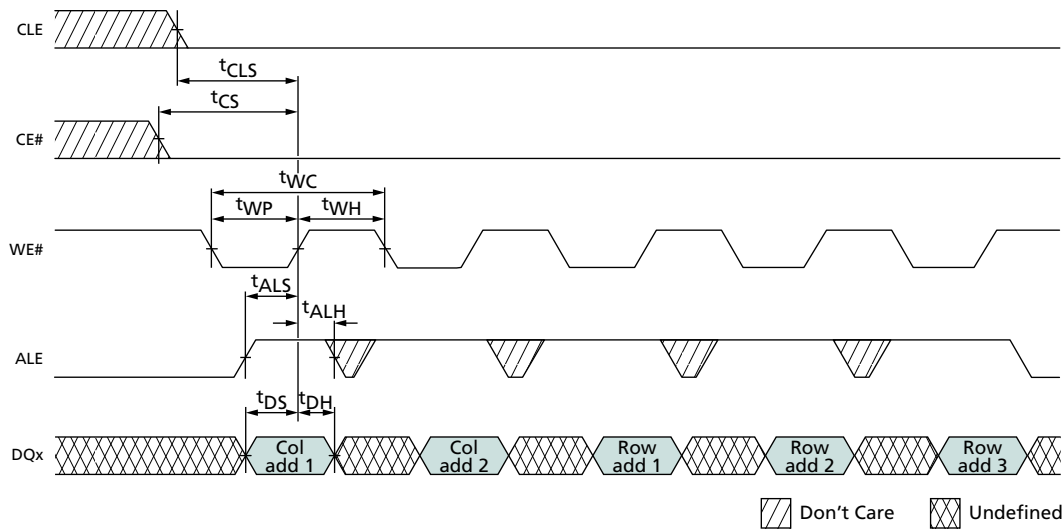 CLE
tCLS
tCS
CE#
tWC
tWP
tWH
WE#
tALS
tALH
ALE
tDS
tDH
DQx
Col add 1
Col add 2
Row add 1
Row add 2
Row add 3
Don't Care
Undefined